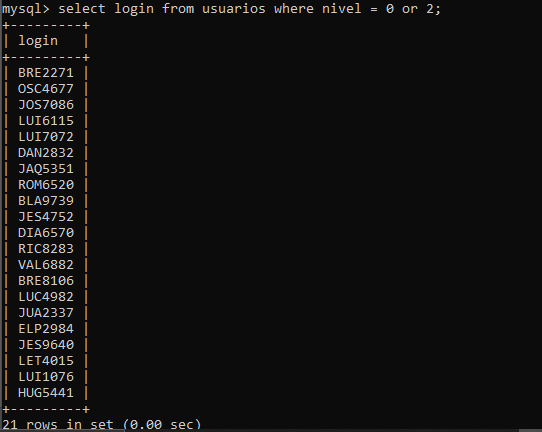 mysql> select login from usuarios where nivel = 0 or 2;
+---------+
| login   |
+---------+
| BRE2271 |
| OSC4677 |
| JOS7086 |
| LUI6115 |
| LUI7072 |
| DAN2832 |
| JAQ5351 |
| ROM6520 |
| BLA9739 |
| JES4752 |
| DIA6570 |
| RIC8283 |
| VAL6882 |
| BRE8106 |
| LUC4982 |
| JUA2337 |
| ELP2984 |
| JES9640 |
| LET4015 |
| LUI1076 |
| HUG5441 |
+---------+
21 rows in set (0.00 sec)